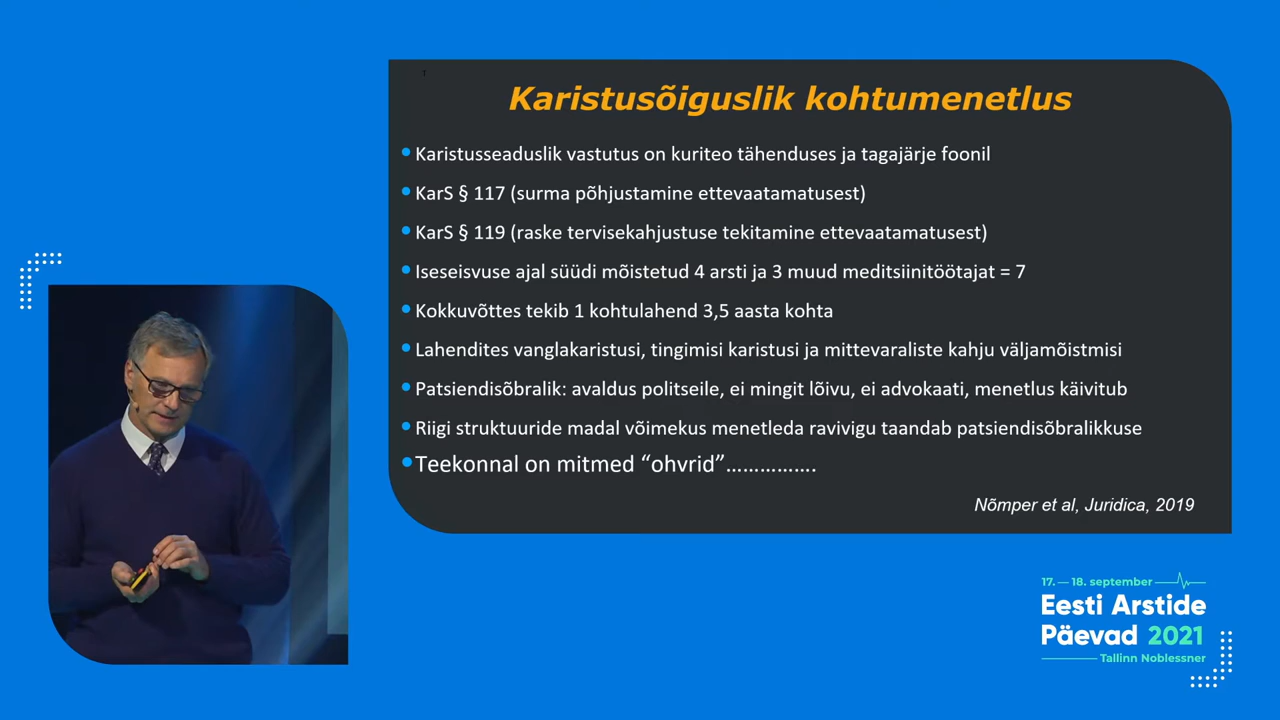 1
Karistusõiguslik kohtumenetlus
Karistusseaduslik vastutus on kuriteo tähenduses ja tagajärje foonil
KarS § 117 (surma põhjustamine ettevaatamatusest)
KarS § 119 (raske tervisekahjustuse tekitamine ettevaatamatusest)
Iseseisvuse ajal süüdi mõistetud 4 arsti ja 3 muud meditsiinitöötajat = 7
Kokkuvõttes tekib 1 kohtulahend 3,5 aasta kohta
Lahendites vanglakaristusi, tingimisi karistusi ja mittevaraliste kahju väljamõistmisi
Patsiendisõbralik: avaldus politseile, ei mingit lõivu, ei advokaati, menetlus käivitub
Riigi struktuuride madal võimekus menetleda ravivigu taandab patsiendisõbralikkuse
Teekonnal on mitmed “ohvrid”…………….
Nõmper et al, Juridica, 2019
17. — 18. september
Eesti Arstide
Päevad 2021
Tallinn Noblessner